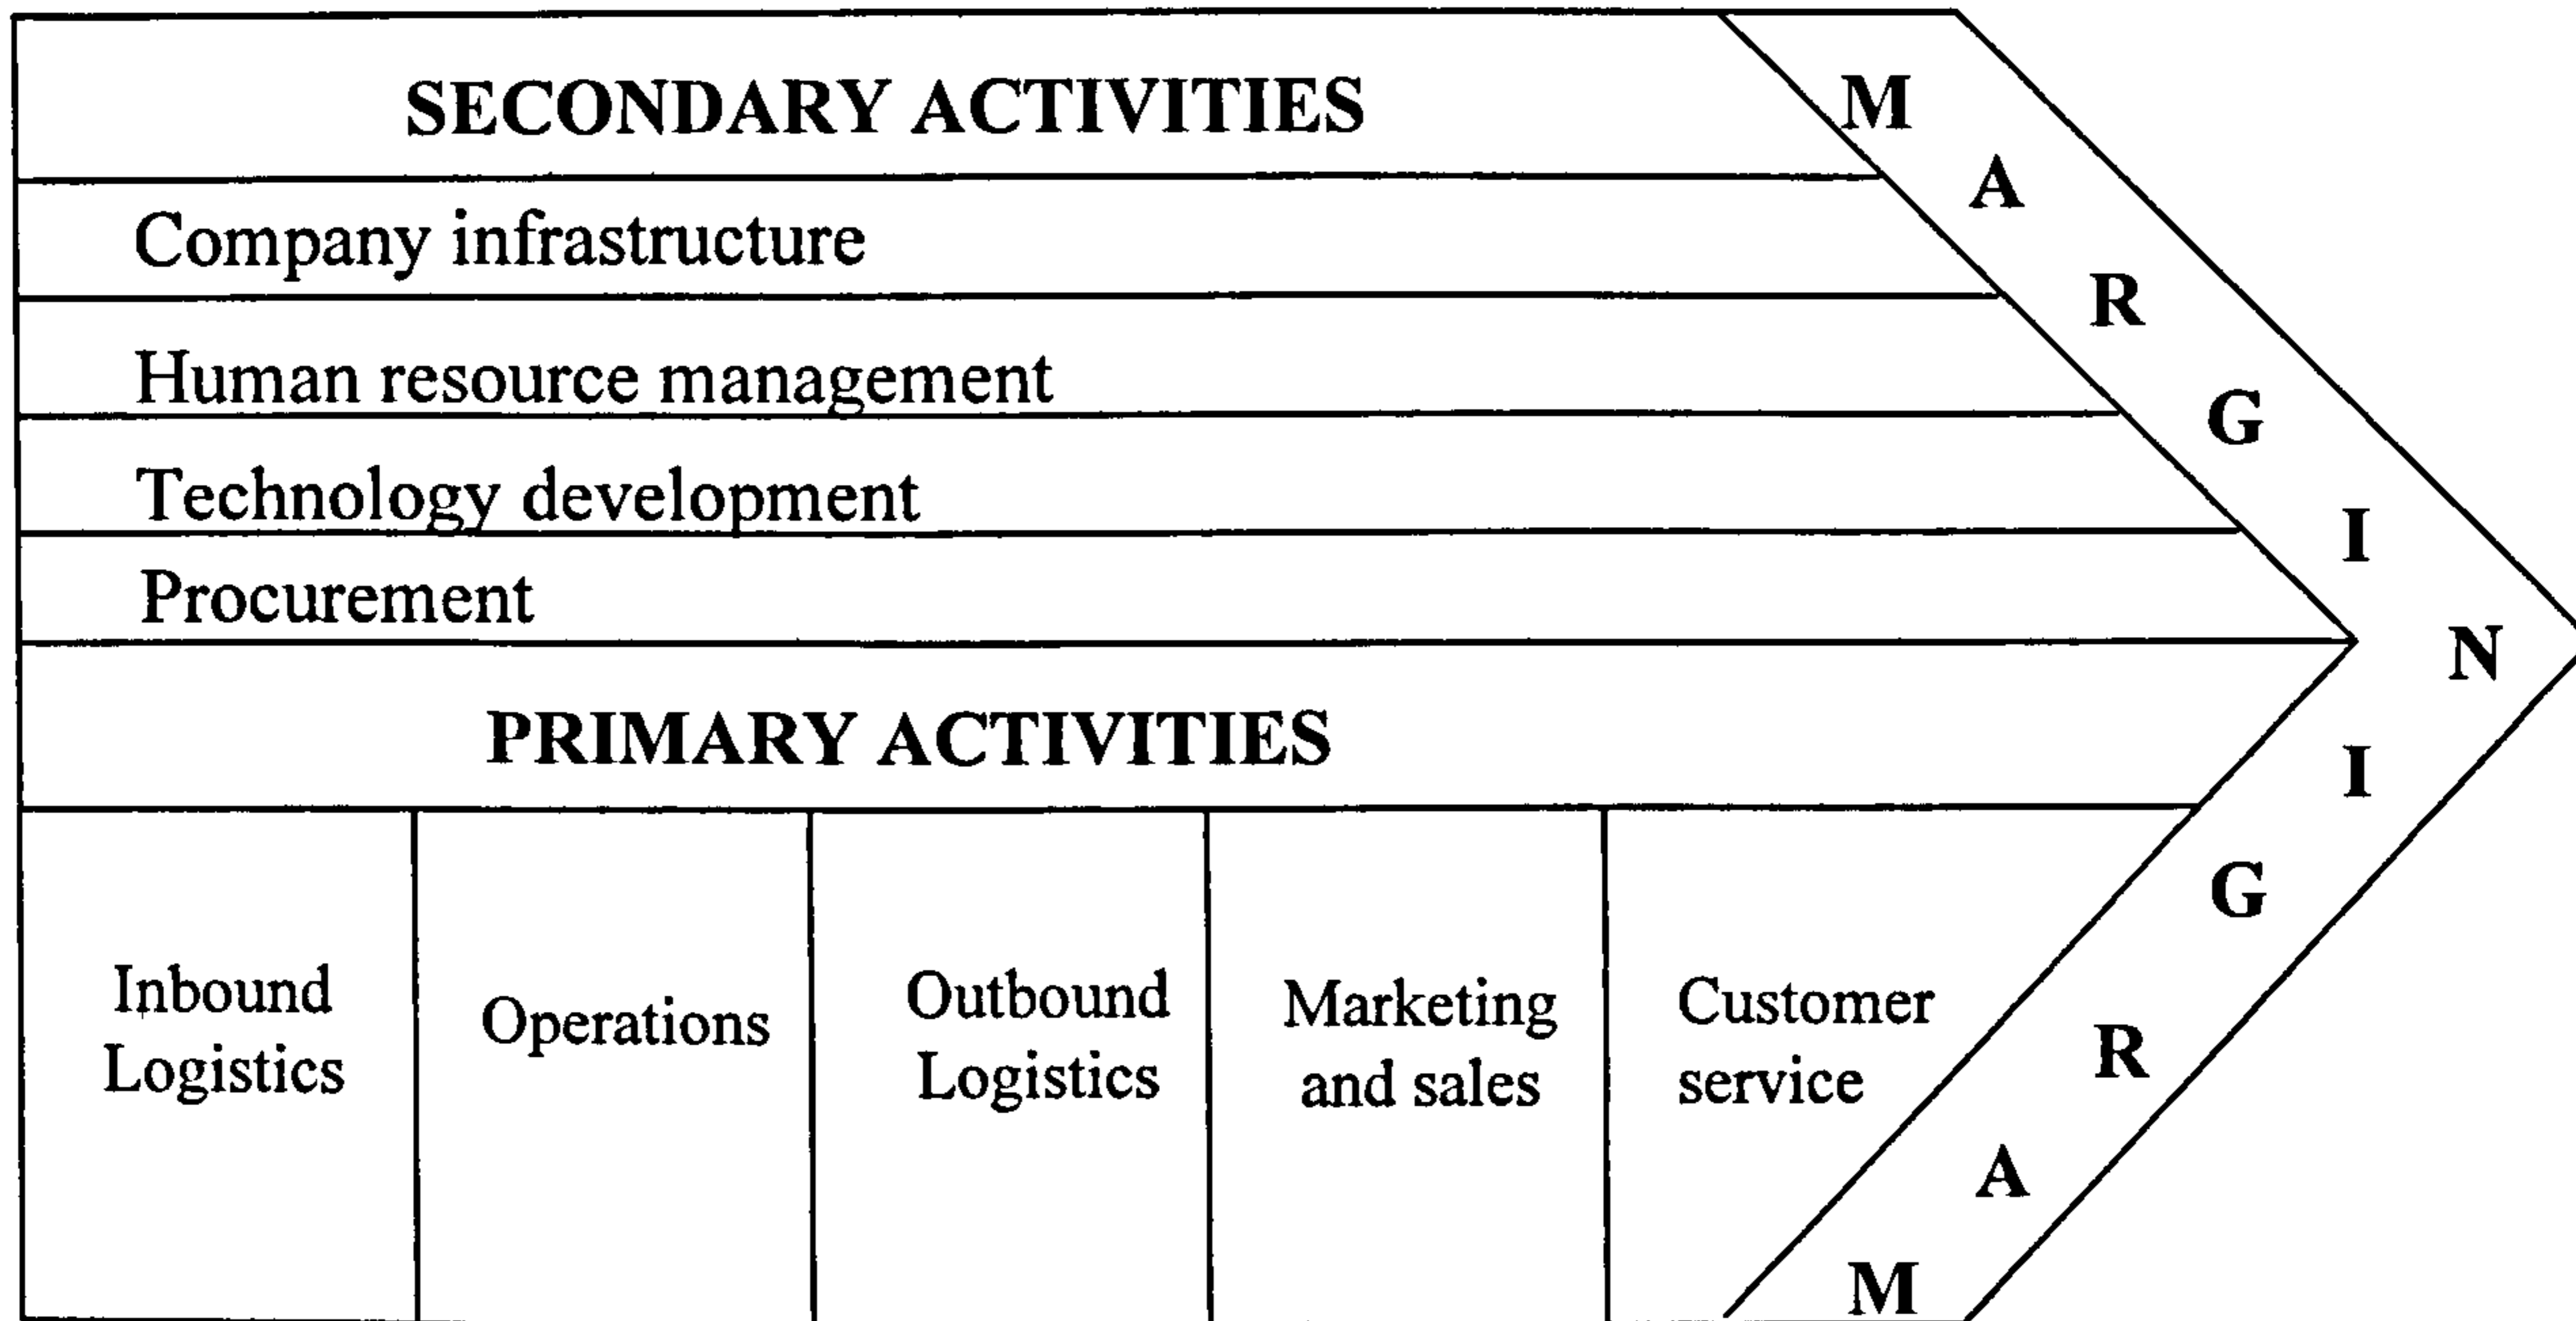 SECONDARY ACTIVITIES
Company infrastructure
Human resource management
Technology development
Procurement
PRIMARY ACTIVITIES
Inbound
Logistics
Operations
Outbound
Logistics
Marketing
and sales
Customer
service
M
A
R
G
I
N
I
G
R
A
M